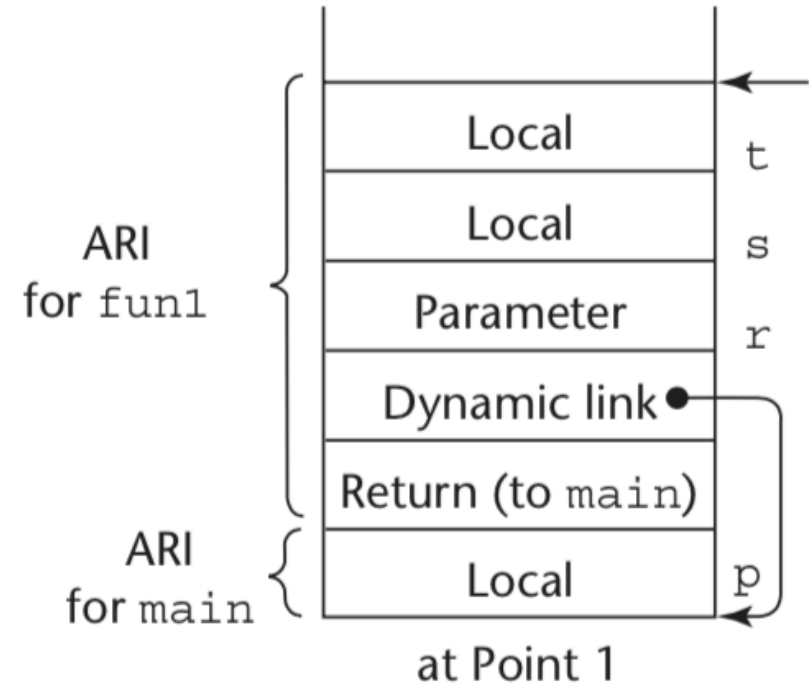 Local
t
Local
s
ARI
for fun1
Parameter
r
Dynamic link
Return (to main)
ARI
for main
Local
p
at Point 1